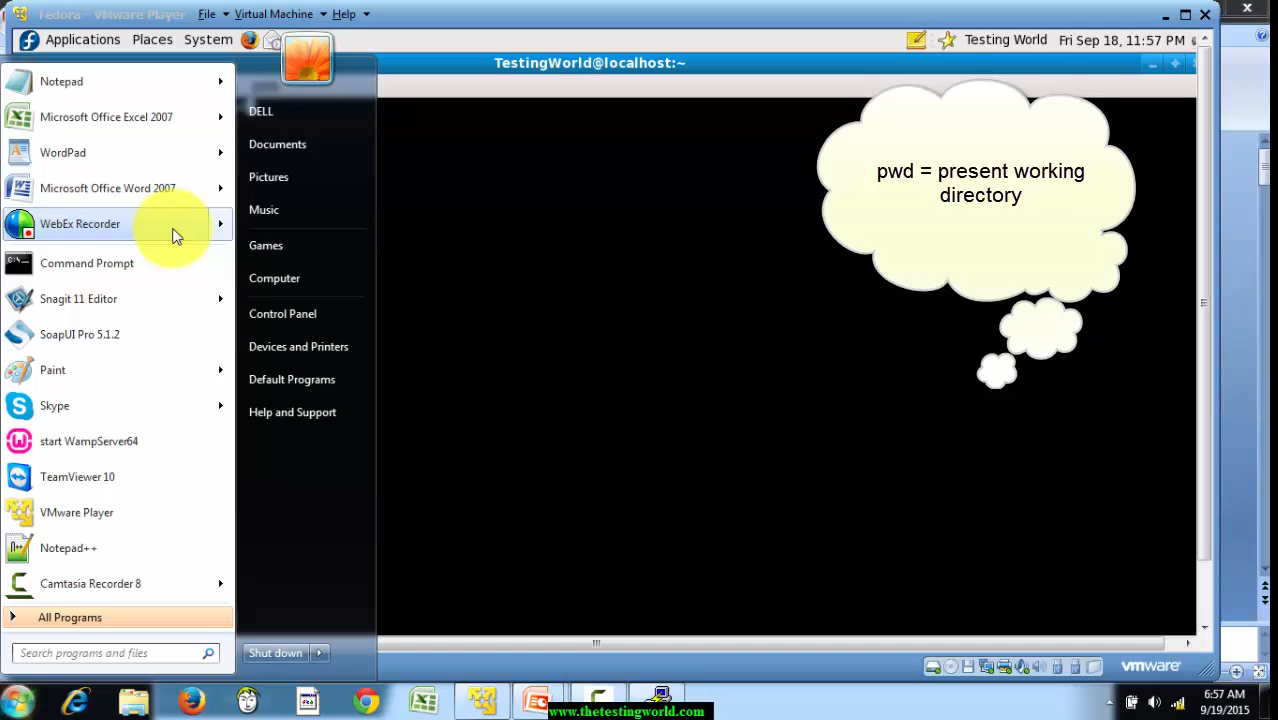 Fedora - VMware Player File Virtual Machine Help
Applications Places System Testing World Fri Sep 18, 11:57 PM
TestingWorld@localhost:~
Notepad
Microsoft Office Excel 2007
WordPad
Microsoft Office Word 2007
WebEx Recorder
Command Prompt
Snagit 11 Editor
SoapUI Pro 5.1.2
Paint
Skype
start WampServer64
TeamViewer 10
VMware Player
Notepad++
Camtasia Recorder 8
All Programs
Search programs and files
DELL
Documents
Pictures
Music
Games
Computer
Control Panel
Devices and Printers
Default Programs
Help and Support
Shut down
pwd = present working
directory
vmware
6:57 AM
9/19/2015
www.thetestingworld.com